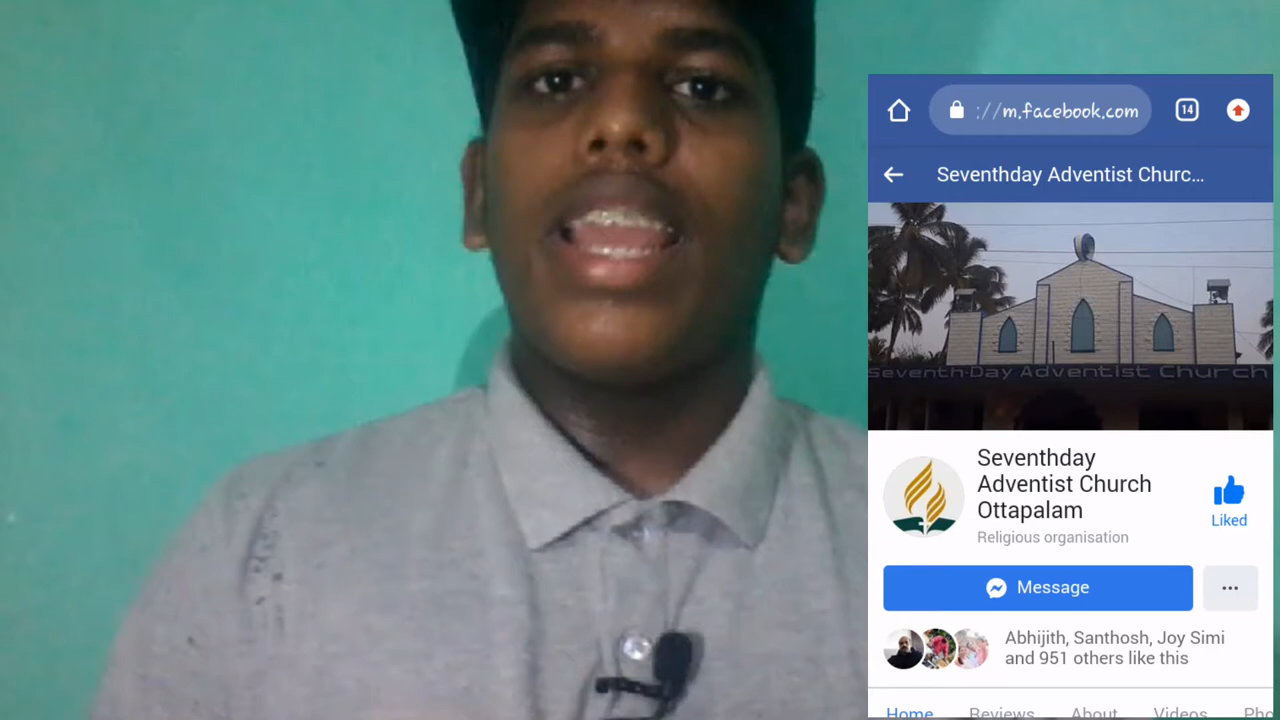 ://m.facebook.com
14
Seventhday Adventist Churc...
Seventh-Day Adventist Church
Seventhday
Adventist Church
Ottapalam
Liked
Religious organisation
Message
Abhijith, Santhosh, Joy Simi
and 951 others like this
Home Reviews About Videos Pho